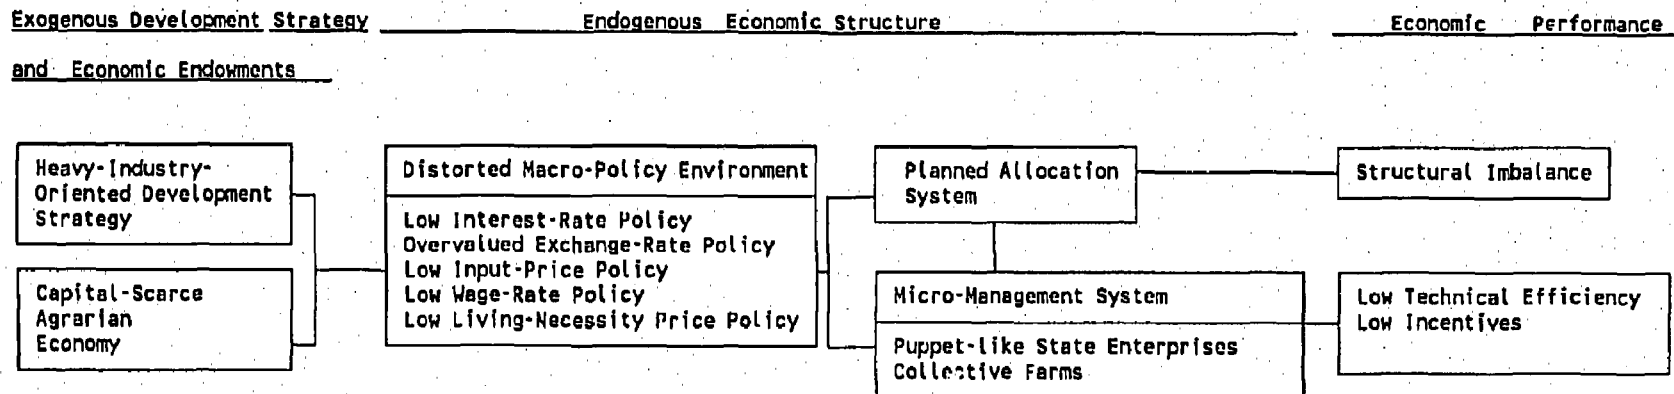 Exogenous Development Strategy
and Economic Endowments
Endogenous Economic Structure
Economic Performance
Heavy-Industry-
Oriented Development
Strategy
Capital-Scarce
Agrarian
Economy
Distorted Macro-Policy Environment
Low Interest-Rate Policy
Overvalued Exchange-Rate Policy
Low Input-Price Policy
Low Wage-Rate Policy
Low Living-Necessity Price Policy
Planned Allocation
System
Micro-Management System
Puppet-like State Enterprises
Collective Farms
Structural Imbalance
Low Technical Efficiency
Low Incentives